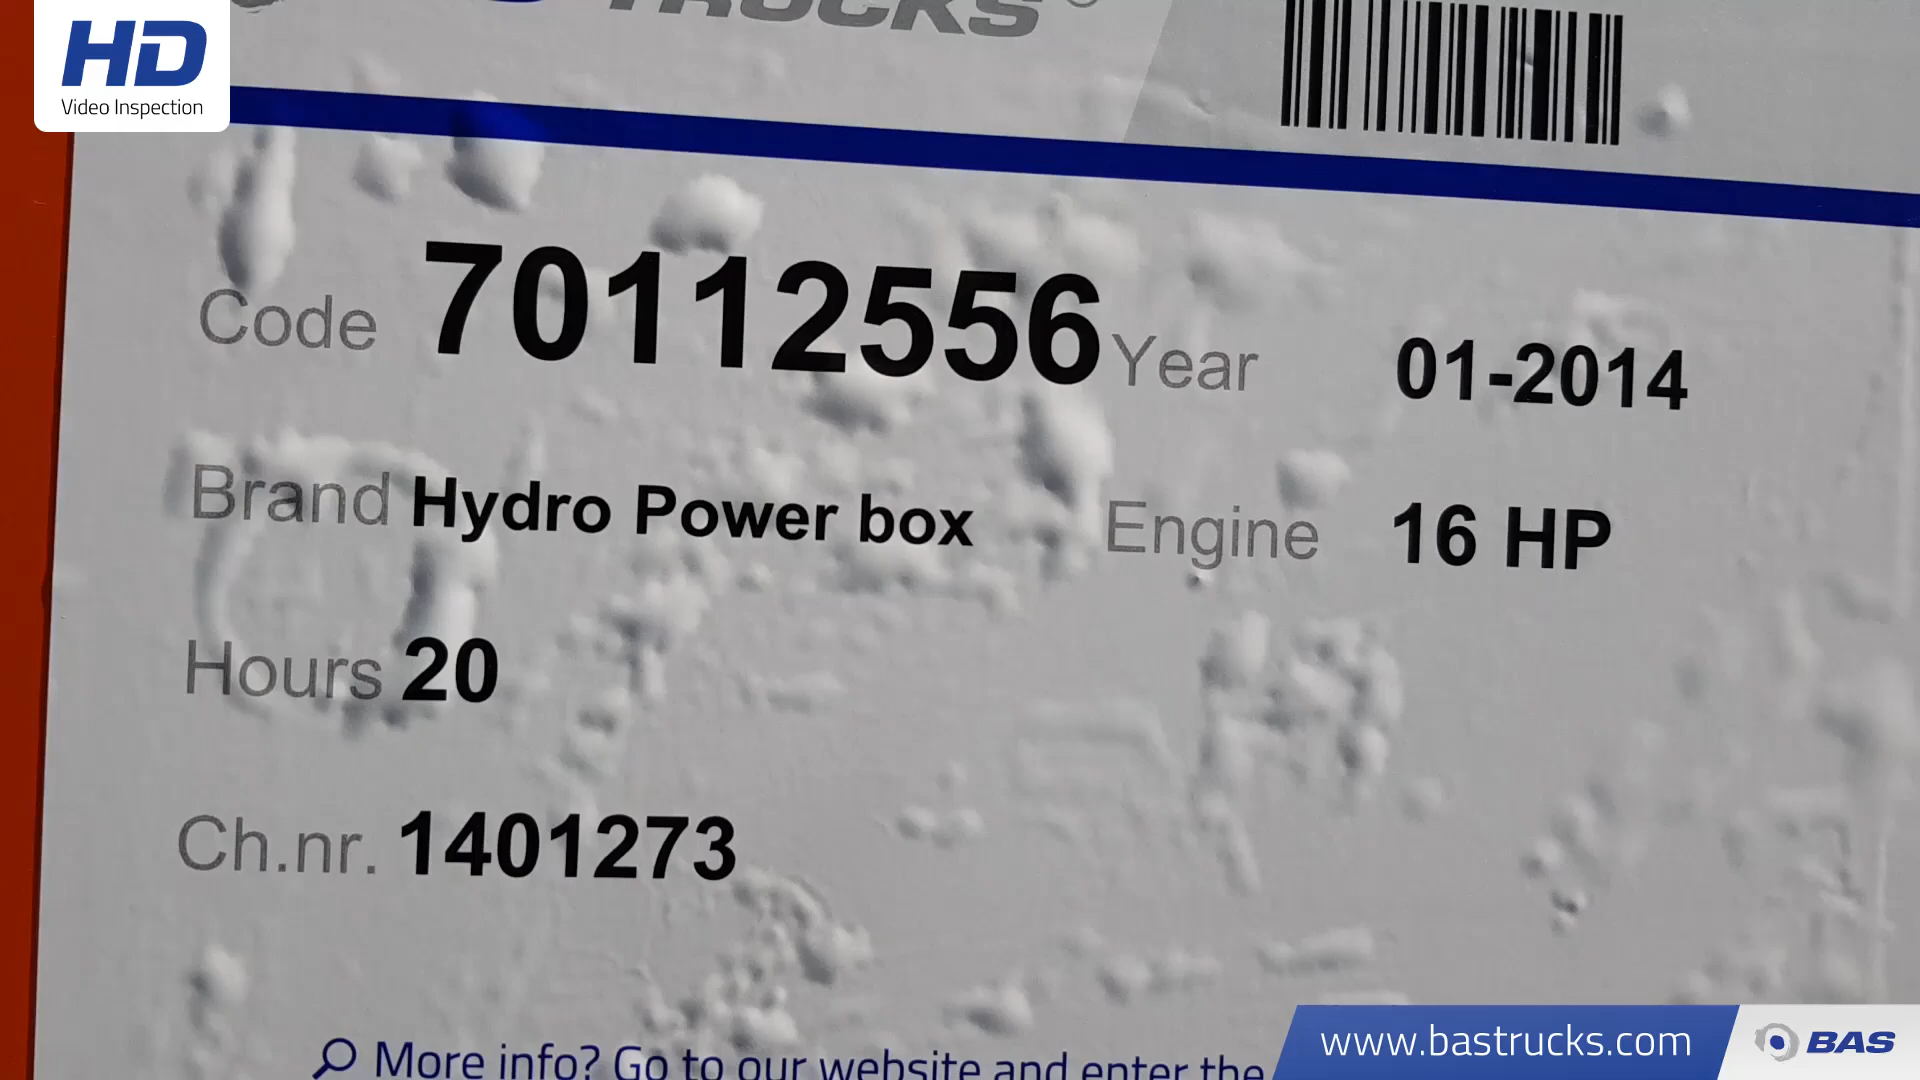 HD
Video Inspection
TRUCKS
Code 70112556 Year 01-2014
Brand Hydro Power box Engine 16 HP
Hours 20
Ch.nr. 1401273
More info? Go to our website and enter the
www.bastrucks.com BAS